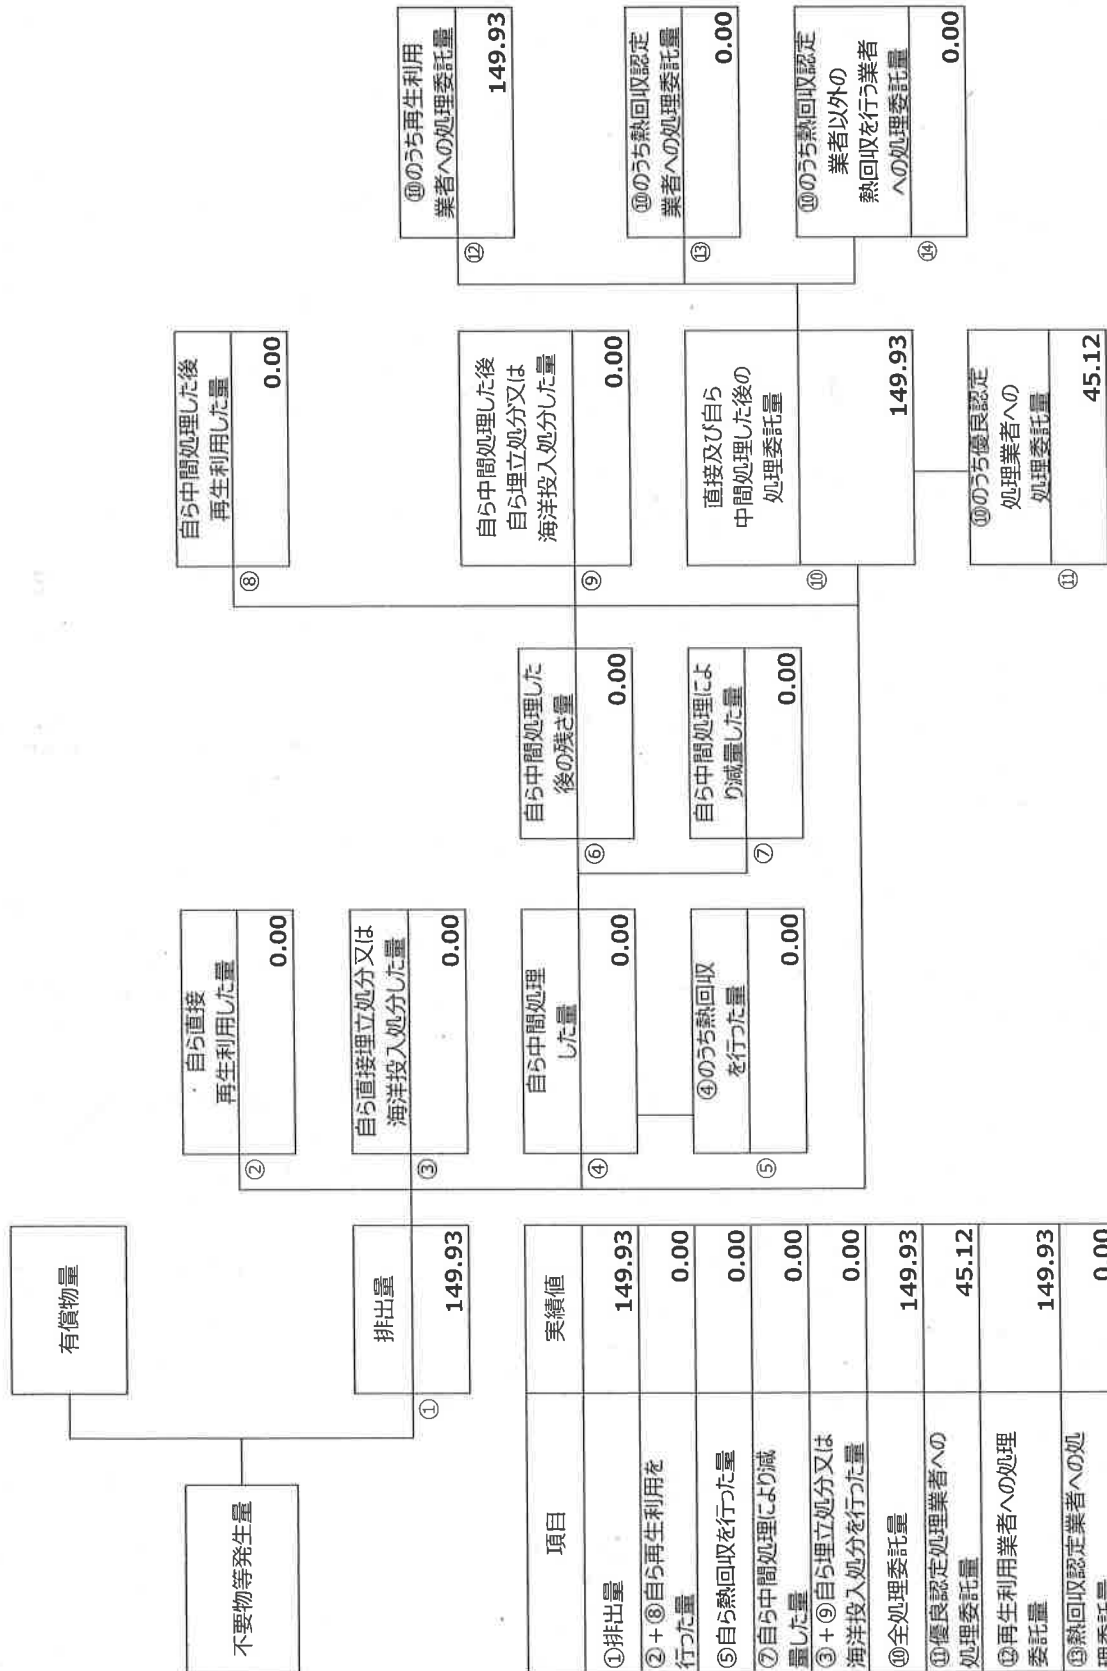 不要物等発生量
有償物量
排出量
①
149.93
自ら直接
再生利用した量
②
0.00
自ら直接埋立処分又は
海洋投入処分した量
③
0.00
自ら中間処理
した量
④
0.00
④のうち熱回収
を行った量
⑤
0.00
自ら中間処理した
後の残さ量
⑥
0.00
自ら中間処理によ
り減量した量
⑦
0.00
自ら中間処理した後
再生利用した量
⑧
0.00
自ら中間処理した後
自ら埋立処分又は
海洋投入処分した量
⑨
0.00
直接及び自ら
中間処理した後の
処理委託量
⑩
149.93
⑩のうち優良認定
処理業者への
処理委託量
⑪
45.12
⑩のうち再生利用
業者への処理委託量
⑫
149.93
⑩のうち熱回収認定
業者への処理委託量
⑬
0.00
⑩のうち熱回収認定
業者以外の
熱回収を行う業者
への処理委託量
⑭
0.00
項目 実績値
①排出量 149.93
②+⑧自ら再生利用を
行った量 0.00
⑤自ら熱回収を行った量 0.00
⑦自ら中間処理により減
量した量 0.00
③+⑨自ら埋立処分又は
海洋投入処分を行った量 0.00
⑩全処理委託量 149.93
⑪優良認定処理業者への
処理委託量 45.12
⑫再生利用業者への処理
委託量 149.93
⑬熱回収認定業者への処
理委託量 0.00